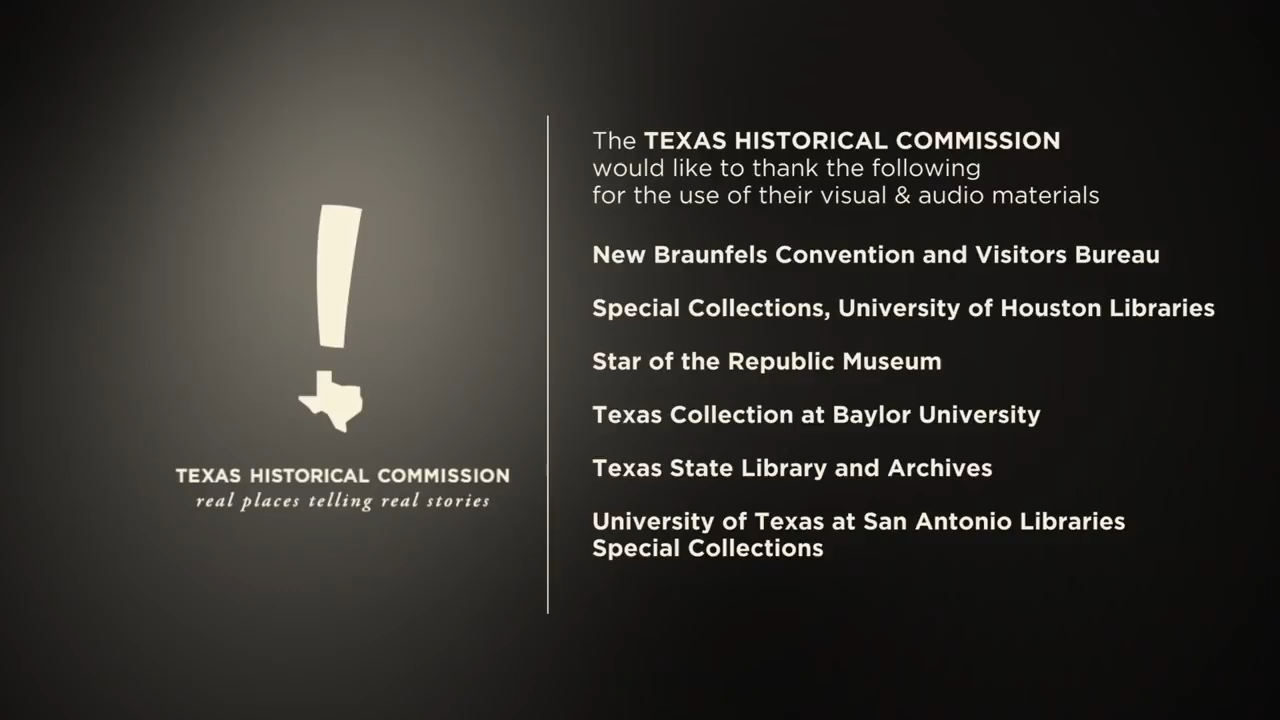 TEXAS HISTORICAL COMMISSION
real places telling real stories
The TEXAS HISTORICAL COMMISSION
would like to thank the following
for the use of their visual & audio materials
New Braunfels Convention and Visitors Bureau
Special Collections, University of Houston Libraries
Star of the Republic Museum
Texas Collection at Baylor University
Texas State Library and Archives
University of Texas at San Antonio Libraries
Special Collections